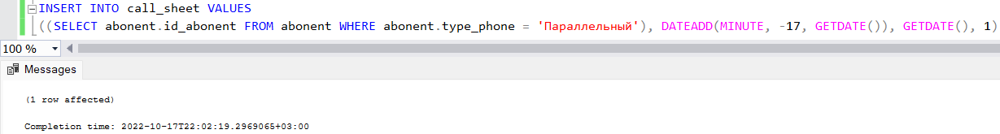 INSERT INTO call_sheet VALUES
((SELECT abonent.id_abonent FROM abonent WHERE abonent.type_phone = 'Параллельный'), DATEADD(MINUTE, -17, GETDATE()), GETDATE(), 1)
100 %
Messages
(1 row affected)
Completion time: 2022-10-17T22:02:19.2969065+03:00